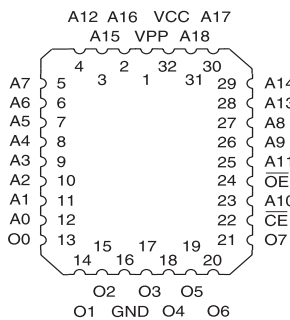 A12 A16 VCC A17
A15 VPP A18
4 2 32 30
3 1 31
A7 5 29 A14
A6 6 28 A13
A5 7 27 A8
A4 8 26 A9
A3 9 25 A11
A2 10 24 OE
A1 11 23 A10
A0 12 22 CE
O0 13 21 O7
15 17 19
14 16 18 20
O2 O3 O5
O1 GND O4 O6